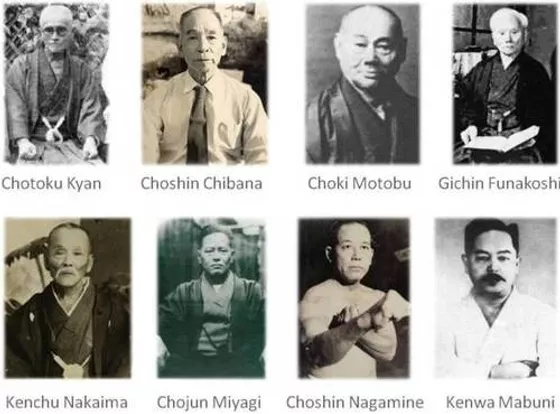 Chotoku Kyan
Choshin Chibana
Choki Motobu
Gichin Funakoshi
Kenchu Nakaima
Chojun Miyagi
Choshin Nagamine
Kenwa Mabuni